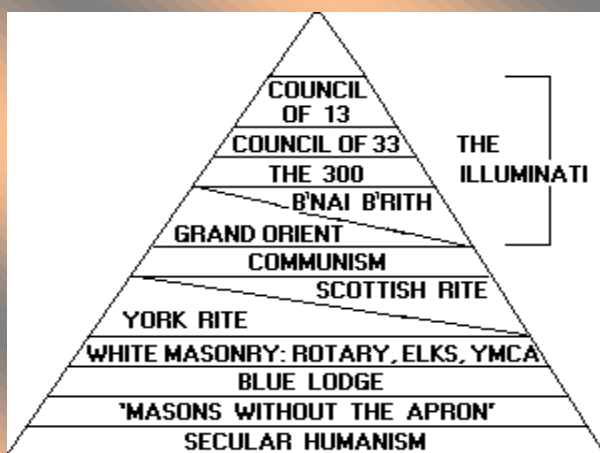 COUNCIL
OF 13
COUNCIL OF 33
THE 300
THE
ILLUMINATI
B'NAI B'RITH
GRAND ORIENT
COMMUNISM
SCOTTISH RITE
YORK RITE
WHITE MASONRY: ROTARY, ELKS, YMCA
BLUE LODGE
'MASONS WITHOUT THE APRON'
SECULAR HUMANISM